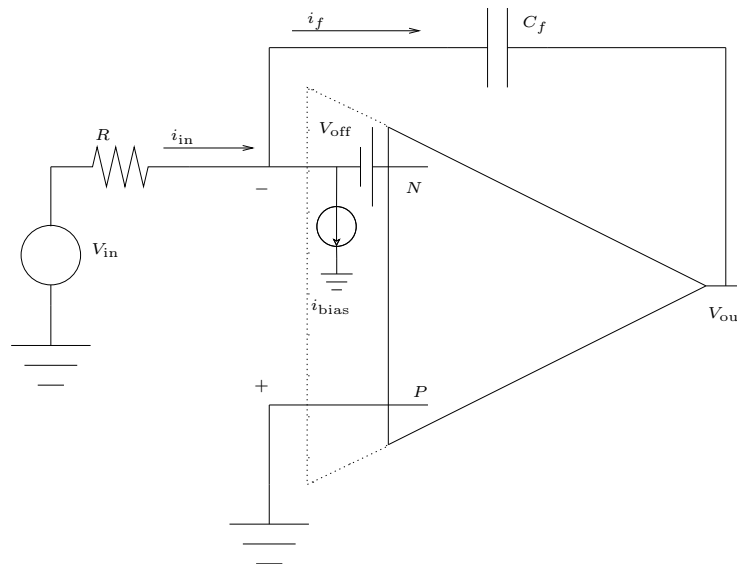 i_f
C_f
V_off
R
i_in
−
N
V_in
i_bias
V_ou
+
P